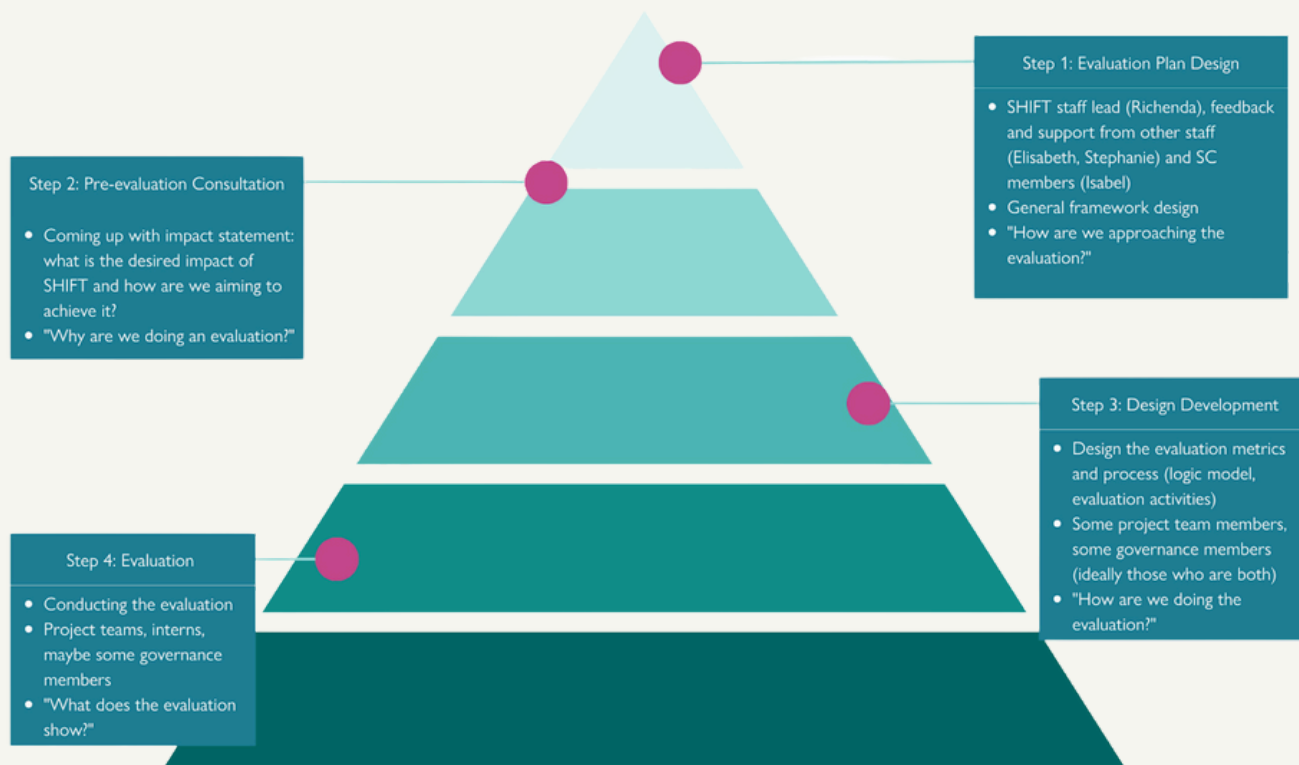 Step 1: Evaluation Plan Design
• SHIFT staff lead (Richenda), feedback
and support from other staff
(Elisabeth, Stephanie) and SC
members (Isabel)
• General framework design
• "How are we approaching the
evaluation?"
Step 2: Pre-evaluation Consultation
• Coming up with impact statement:
what is the desired impact of
SHIFT and how are we aiming to
achieve it?
• "Why are we doing an evaluation?"
Step 3: Design Development
• Design the evaluation metrics
and process (logic model,
evaluation activities)
• Some project team members,
some governance members
(ideally those who are both)
• "How are we doing the
evaluation?"
Step 4: Evaluation
• Conducting the evaluation
• Project teams, interns,
maybe some governance
members
• "What does the evaluation
show?"